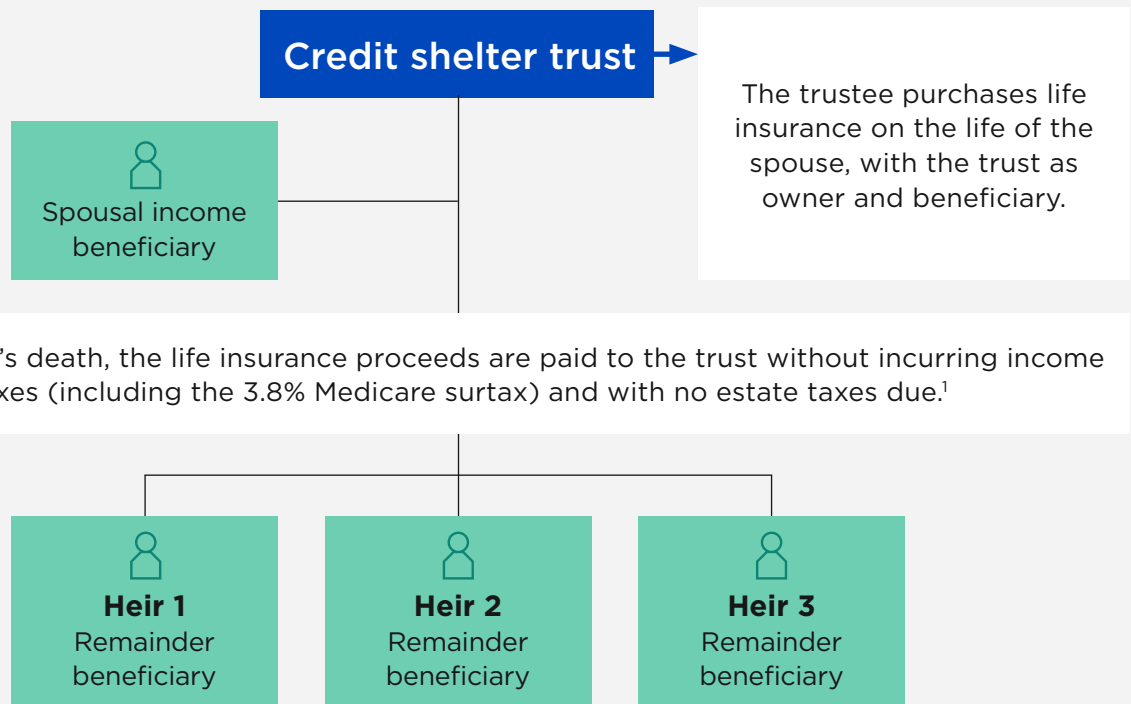 Credit shelter trust
The trustee purchases life
insurance on the life of the
spouse, with the trust as
owner and beneficiary.
Spousal income
beneficiary
’s death, the life insurance proceeds are paid to the trust without incurring income
xes (including the 3.8% Medicare surtax) and with no estate taxes due.¹
Heir 1
Remainder
beneficiary
Heir 2
Remainder
beneficiary
Heir 3
Remainder
beneficiary